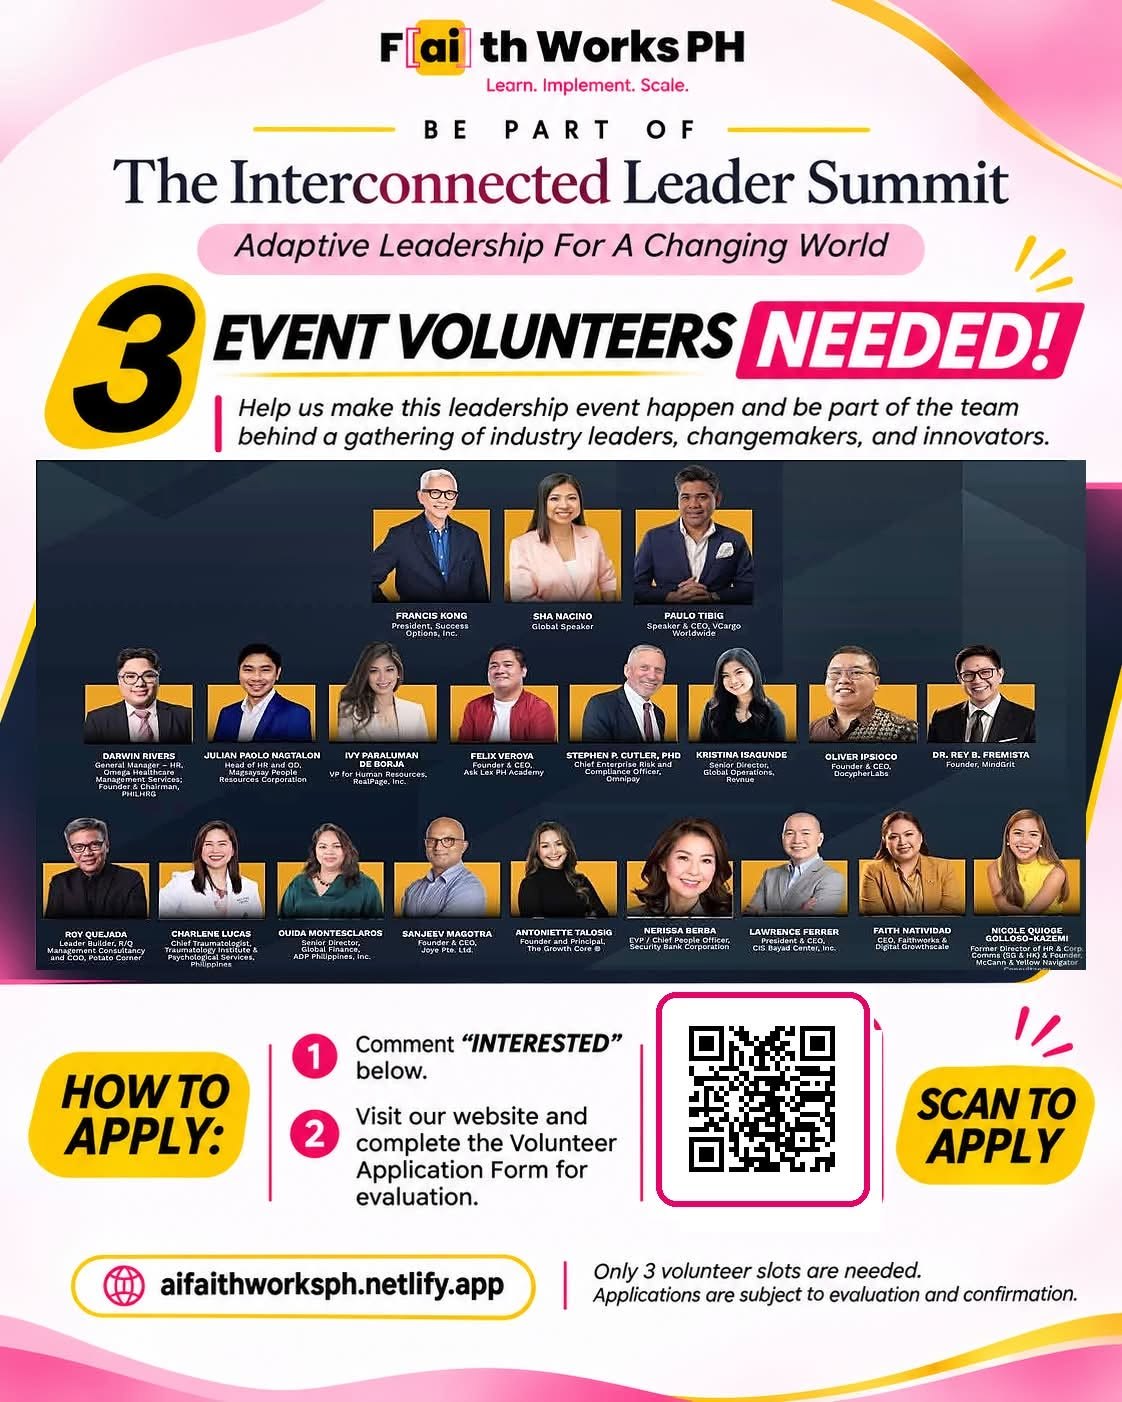 F[ai]th Works PH
Learn. Implement. Scale.
BE PART OF
The Interconnected Leader Summit
Adaptive Leadership For A Changing World
3 EVENT VOLUNTEERS NEEDED!
Help us make this leadership event happen and be part of the team
behind a gathering of industry leaders, changemakers, and innovators.
FRANCIS KONG
President, Success
Options, Inc.
SHA NACINO
Global Speaker
PAULO TIBIG
Speaker & CEO, VCargo
Worldwide
DARWIN RIVERS
General Manager – HR,
Omega Healthcare
Management Services;
Founder & Chairman,
PHILHRG
JULIAN PAOLO NAGTALON
Head of HR and OD,
Magsaysay People
Resources Corporation
IVY PARALUMAN
DE BORJA
VP for Human Resources,
RealPage, Inc.
FELIX VEROYA
Founder & CEO,
Ask Lex PH Academy
STEPHEN P. CUTLER, PHD
Chief Enterprise Risk and
Compliance Officer,
Omnipay
KRISTINA ISAGUNDE
Senior Director,
Global Operations,
Revnue
OLIVER IPSIOCO
Founder & CEO,
DocypherLabs
DR. REY B. FREMISTA
Founder, MindGrit
ROY QUEJADA
Leader Builder, R/Q
Management Consultancy
and COO, Potato Corner
CHARLENE LUCAS
Chief Traumatologist,
Traumatology Institute &
Psychological Services,
Philippines
OUIDA MONTESCLAROS
Senior Director,
Global Finance,
ADP Philippines, Inc.
SANJEEV MAGOTRA
Founder & CEO,
Joye Pte. Ltd.
ANTONIETTE TALOSIG
Founder and Principal,
The Growth Core ®
NERISSA BERBA
EVP / Chief People Officer,
Security Bank Corporation
LAWRENCE FERRER
President & CEO,
CIS Bayad Center, Inc.
FAITH NATIVIDAD
CEO, Faithworks &
Digital Growthscale
NICOLE QUIOGE
GOLLOSO-KAZEMI
Former Director of HR & Corp.
Comms (SG & HK) & Founder,
McCann & Yellow Navigator
Consultancy
HOW TO
APPLY:
1 Comment “INTERESTED”
below.
2 Visit our website and
complete the Volunteer
Application Form for
evaluation.
SCAN TO
APPLY
aifaithworksph.netlify.app
Only 3 volunteer slots are needed.
Applications are subject to evaluation and confirmation.